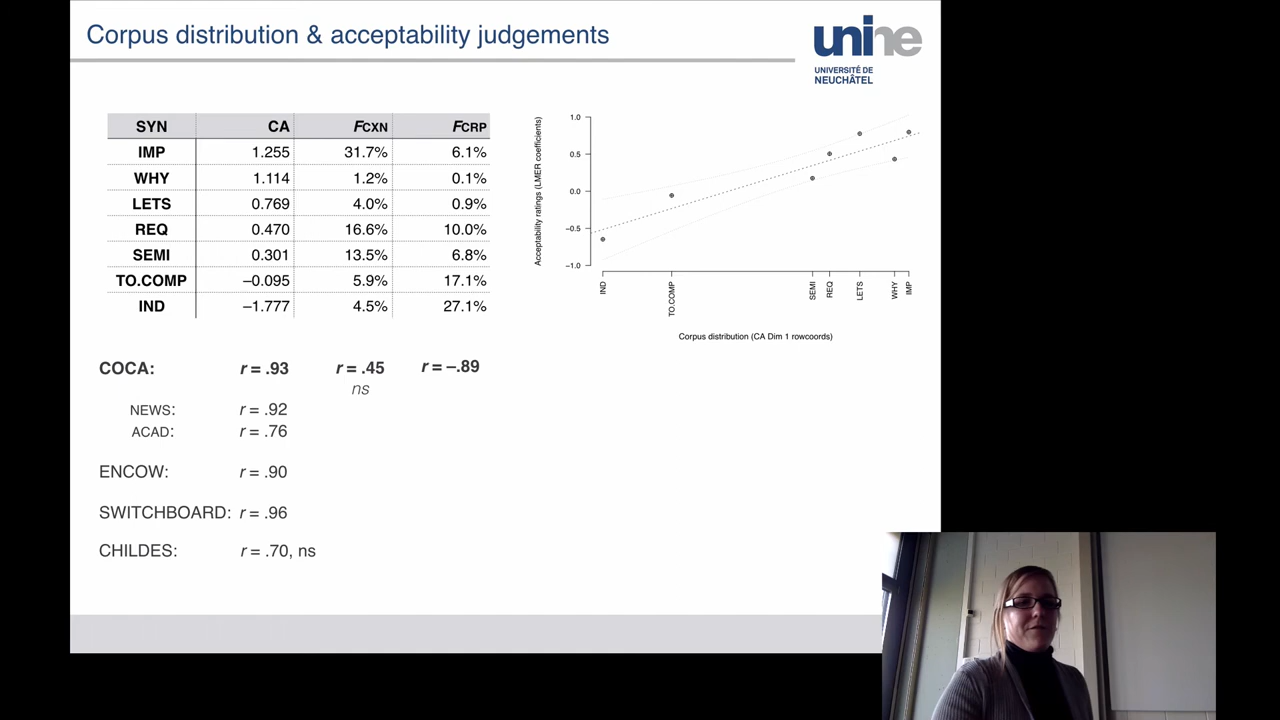 Corpus distribution & acceptability judgements
unine
UNIVERSITÉ DE
NEUCHÂTEL
SYN CA FCXN FCRP
IMP 1.255 31.7% 6.1%
WHY 1.114 1.2% 0.1%
LETS 0.769 4.0% 0.9%
REQ 0.470 16.6% 10.0%
SEMI 0.301 13.5% 6.8%
TO.COMP –0.095 5.9% 17.1%
IND –1.777 4.5% 27.1%
COCA: r = .93 r = .45 r = –.89
ns
NEWS: r = .92
ACAD: r = .76
ENCOW: r = .90
SWITCHBOARD: r = .96
CHILDES: r = .70, ns
Acceptability ratings (LMER coefficients)
1.0
0.5
0.0
−0.5
−1.0
IND TO.COMP SEMI REQ LETS WHY IMP
Corpus distribution (CA Dim 1 rowcoords)